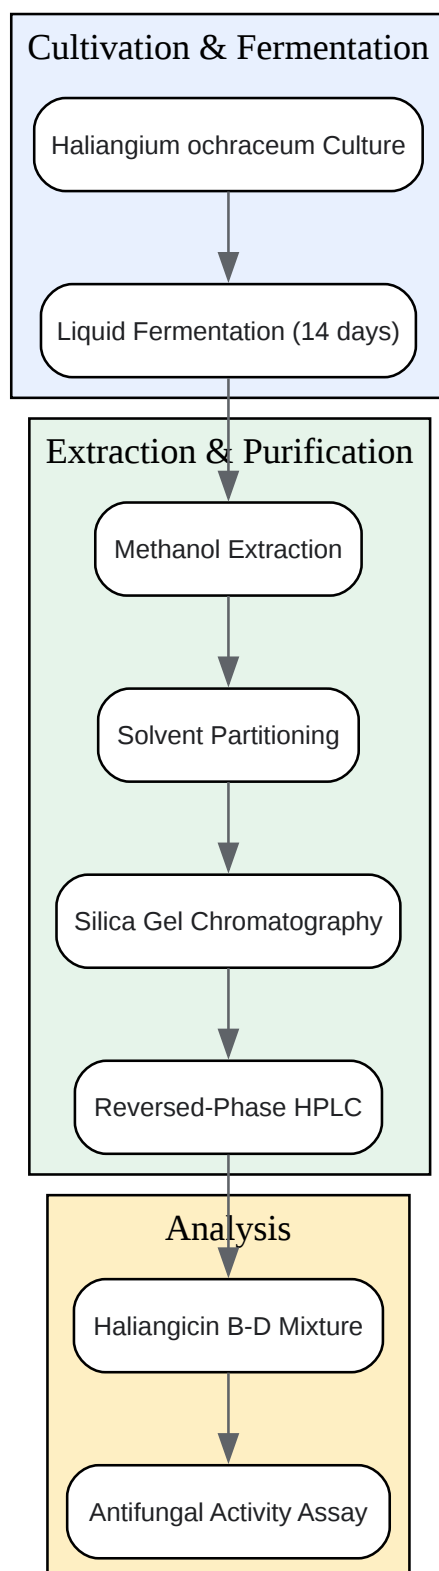 Cultivation & Fermentation
Haliangium ochraceum Culture
Liquid Fermentation (14 days)
Extraction & Purification
Methanol Extraction
Solvent Partitioning
Silica Gel Chromatography
Reversed-Phase HPLC
Analysis
Haliangicin B-D Mixture
Antifungal Activity Assay